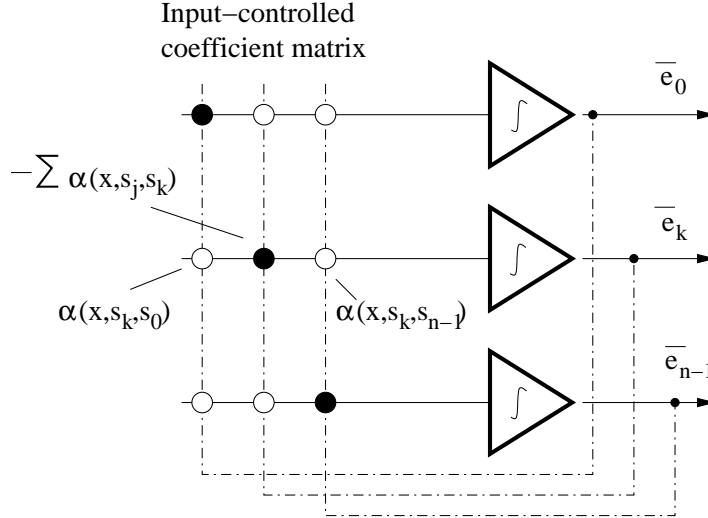 Input–controlled
coefficient matrix
e̅₀
−∑ α(x,sⱼ,sₖ)
e̅ₖ
α(x,sₖ,s₀)
α(x,sₖ,sₙ₋₁)
e̅ₙ₋₁
∫
∫
∫